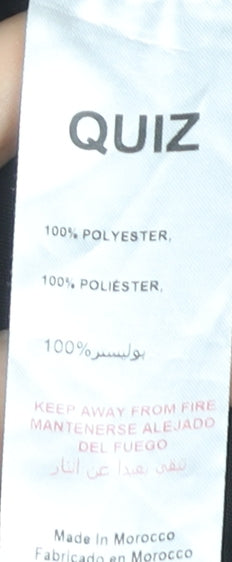 QUIZ
100% POLYESTER,
100% POLIÉSTER,
100% بوليستر
KEEP AWAY FROM FIRE
MANTENERSE ALEJADO
DEL FUEGO
تبقى بعيدا عن النار
Made In Morocco
Fabricado en Morocco